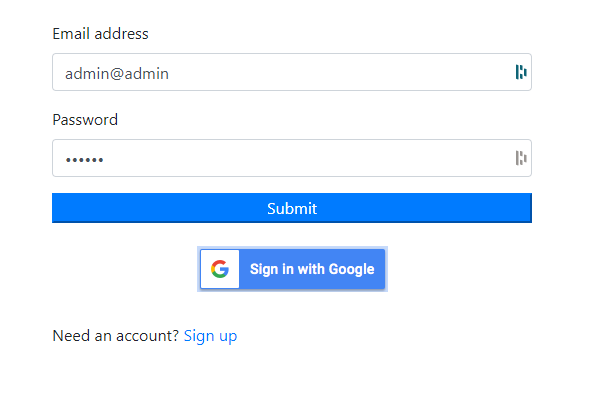 Email address
admin@admin
Password
••••••
Submit
Sign in with Google
Need an account? Sign up